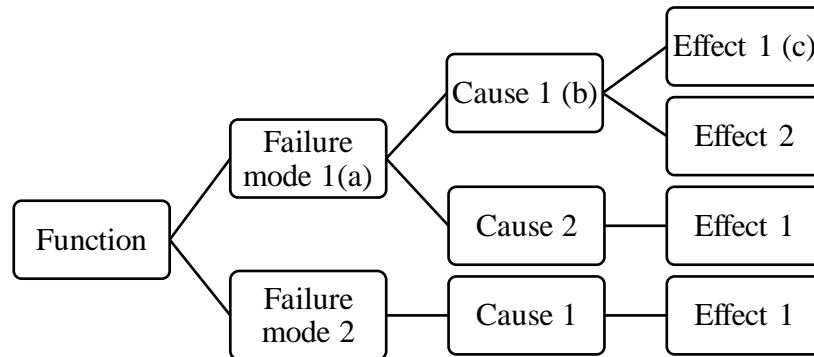 Function
Failure
mode 1(a)
Cause 1 (b)
Effect 1 (c)
Effect 2
Cause 2
Effect 1
Failure
mode 2
Cause 1
Effect 1